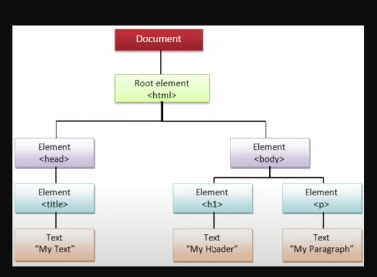 Document
Root element
<html>
Element
<head>
Element
<body>
Element
<title>
Element
<h1>
Element
<p>
Text
"My Text"
Text
"My Header"
Text
"My Paragraph"